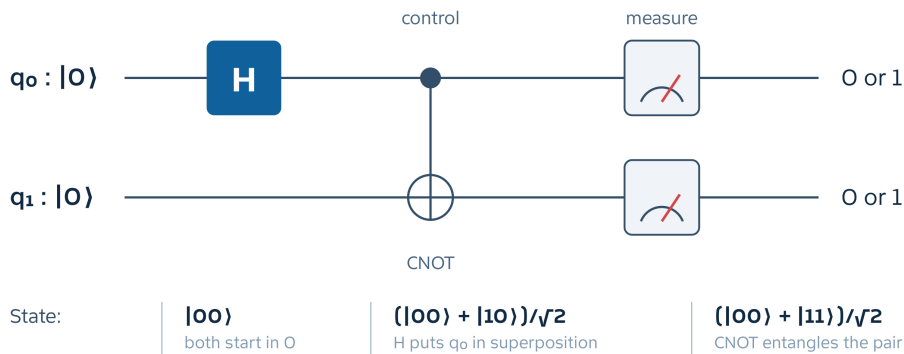 control
measure
q₀ : |0⟩
H
0 or 1
q₁ : |0⟩
0 or 1
CNOT
State:
|00⟩
both start in 0
(|00⟩ + |10⟩)/√2
H puts q₀ in superposition
(|00⟩ + |11⟩)/√2
CNOT entangles the pair